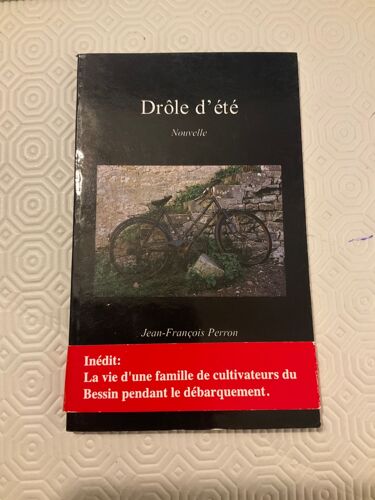 Drôle d'été
Nouvelle
Jean-François Perron
Inédit:
La vie d'une famille de cultivateurs du
Bessin pendant le débarquement.